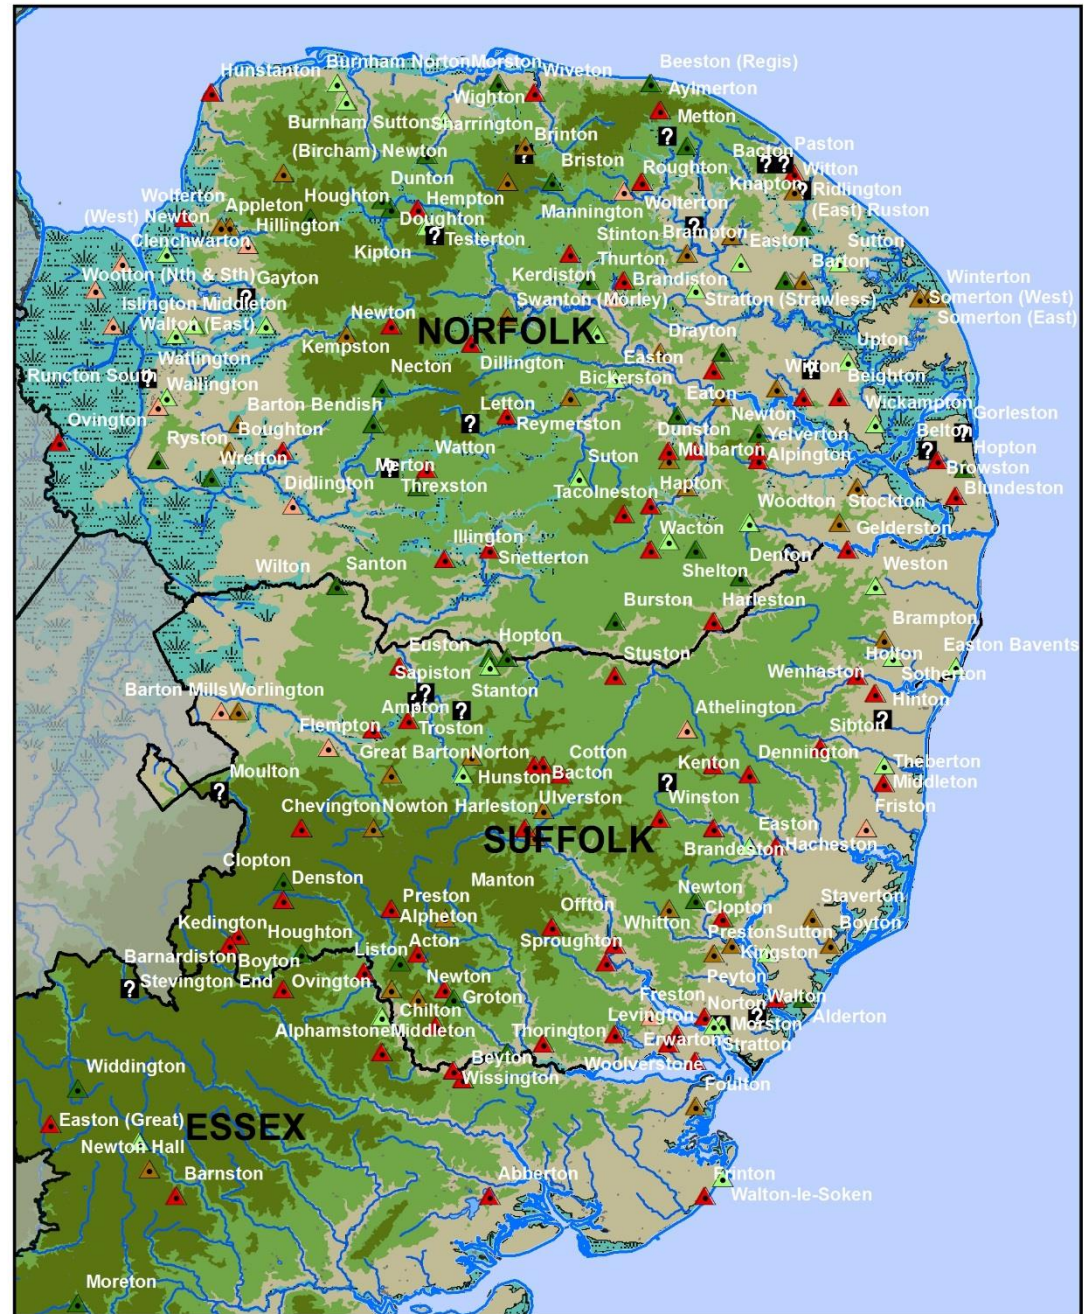 Burnham Norton
Morston
Hunstanton
Wiveton
Beeston (Regis)
Wighton
Aylmerton
Metton
Burnham Sutton
Sharrington
Brinton
Paston
Bacton
(Bircham) Newton
Briston
Roughton
Witton
Dunton
Knapton
Ridlington
Wolferton
Houghton
Hempton
Mannington
Wolterton
(East) Ruston
Appleton
(West) Newton
Hillington
Doughton
Stinton
Brampton
Easton
Sutton
Clenchwarton
Kipton
Testerton
Thurton
Barton
Wootton (Nth & Sth)
Gayton
Kerdiston
Brandiston
Winterton
Islington
Middleton
Swanton (Morley)
Stratton (Strawless)
Somerton (West)
Walton (East)
Newton
NORFOLK
Drayton
Somerton (East)
Kempston
Upton
Watlington
Necton
Dillington
Easton
Witton
Runcton South
Wallington
Bickerston
Beighton
Barton Bendish
Letton
Eaton
Wickampton
Ovington
Reymerston
Newton
Gorleston
Ryston
Boughton
Watton
Dunston
Yelverton
Belton
Wretton
Merton
Suton
Mulbarton
Alpington
Hopton
Didlington
Threxston
Hapton
Browston
Tacolneston
Woodton
Stockton
Blundeston
Wacton
Gelderston
Illington
Wilton
Santon
Snetterton
Denton
Weston
Shelton
Burston
Harleston
Brampton
Euston
Hopton
Stuston
Holton
Easton Bavents
Sapiston
Wenhaston
Sotherton
Barton Mills
Worlington
Stanton
Hinton
Ampton
Athelington
Flempton
Troston
Sibton
Great Barton
Norton
Cotton
Dennington
Moulton
Hunston
Bacton
Kenton
Theberton
Middleton
Chevington
Nowton
Harleston
Ulverston
Winston
Friston
SUFFOLK
Easton
Brandeston
Hacheston
Clopton
Denston
Manton
Newton
Preston
Offton
Staverton
Alpheton
Whitton
Clopton
Kedington
Houghton
Acton
Sproughton
Preston
Sutton
Boyton
Barnardiston
Boyton
Liston
Kingston
Stevington End
Ovington
Newton
Peyton
Groton
Freston
Norton
Walton
Chilton
Levington
Alderton
Alphamstone
Middleton
Thorington
Erwarton
Morston
Stratton
Beyton
Woolverstone
Widdington
Wissington
Foulton
Easton (Great)
ESSEX
Newton Hall
Barnston
Abberton
Frinton
Walton-le-Soken
Moreton